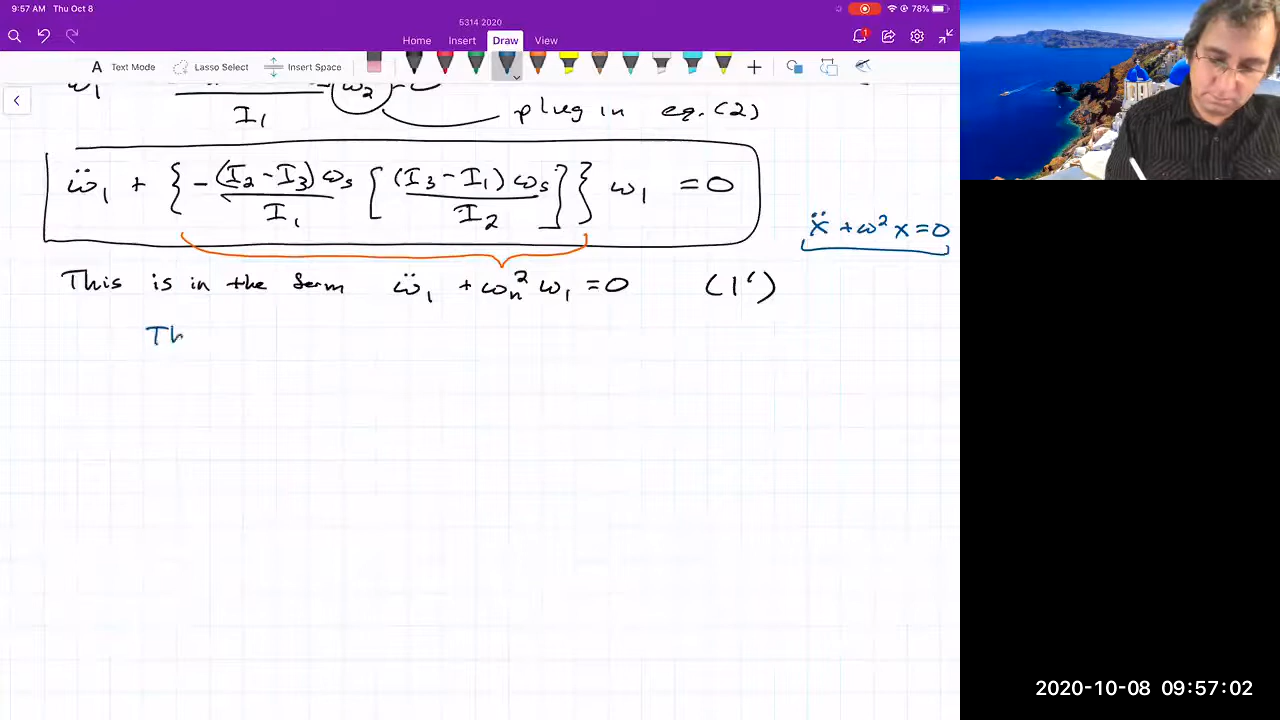 9:57 AM Thu Oct 8
78%
5314 2020
Home Insert Draw View
1
A Text Mode Lasso Select Insert Space
ω₁ I₁ ω₂ plug in eq. (2)
ω̈₁ + { -(I₂ - I₃) ωₛ / I₁ [ (I₃ - I₁) ωₛ / I₂ ] } ω₁ = 0
ẍ + ω² x = 0
This is in the form ω̈₁ + ωₙ² ω₁ = 0 (1')
Th
2020-10-08 09:57:02